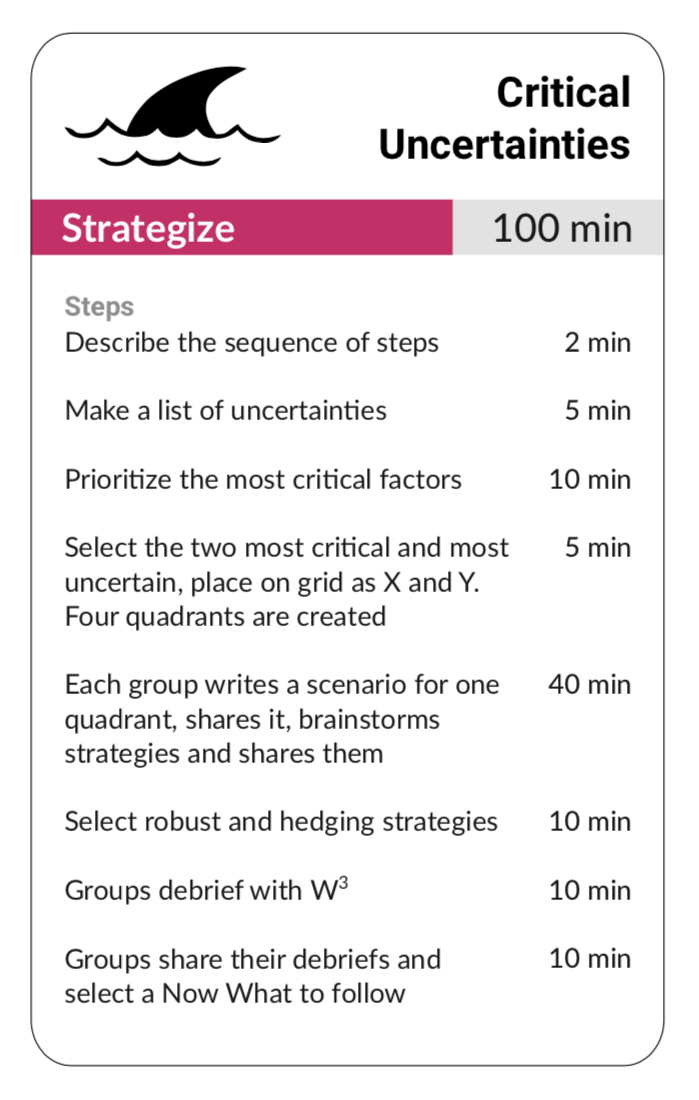 Critical
Uncertainties
Strategize 100 min
Steps
Describe the sequence of steps 2 min
Make a list of uncertainties 5 min
Prioritize the most critical factors 10 min
Select the two most critical and most 5 min
uncertain, place on grid as X and Y.
Four quadrants are created
Each group writes a scenario for one 40 min
quadrant, shares it, brainstorms
strategies and shares them
Select robust and hedging strategies 10 min
Groups debrief with W³ 10 min
Groups share their debriefs and 10 min
select a Now What to follow